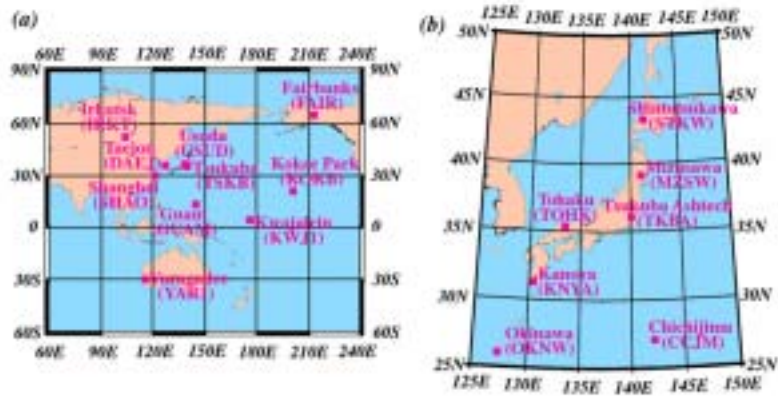 (a)
60E 90E 120E 150E 180E 210E 240E
90N 90N
60N 60N
30N 30N
0 0
30S 30S
60S 60S
60E 90E 120E 150E 180E 210E 240E
Fairbanks
(FAIR)
Irkutsk
(IRKT)
Usuda
(USUD)
Taejon
(DAEJ)
Tsukuba
(TSKB)
Kokee Park
(KOKB)
Shanghai
(SHAO)
Guam
(GUAM)
Kwajalein
(KWJ1)
Yaragadee
(YAR1)
(b)
125E 130E 135E 140E 145E 150E
50N 50N
45N 45N
40N 40N
35N 35N
30N 30N
25N 25N
125E 130E 135E 140E 145E 150E
Shintotsukawa
(STKW)
Mizusawa
(MZSW)
Tohaku
(TOHK)
Tsukuba Ashtech
(TKBA)
Kanoya
(KNYA)
Okinawa
(OKNW)
Chichijima
(CCJM)